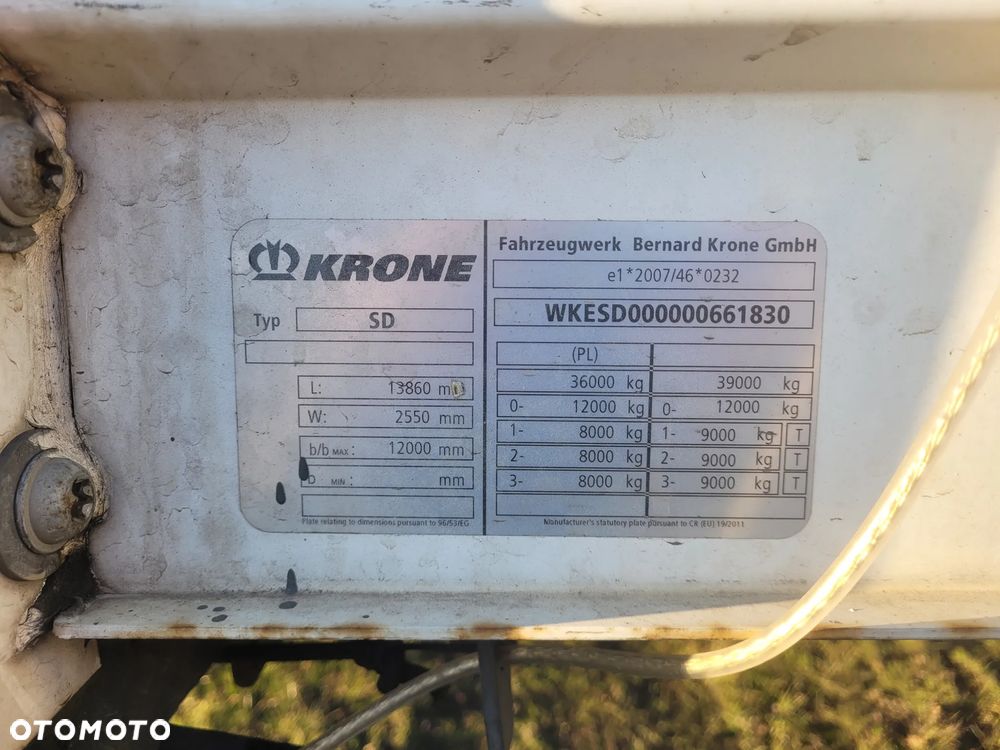 KRONE
Typ SD
L: 13860 mm
W: 2550 mm
b/b MAX: 12000 mm
b MIN: mm
Plate relating to dimensions pursuant to 96/53/EG
Fahrzeugwerk Bernard Krone GmbH
e1*2007/46*0232
WKESD000000661830
(PL)
36000 kg 39000 kg
0- 12000 kg 0- 12000 kg
1- 8000 kg 1- 9000 kg T
2- 8000 kg 2- 9000 kg T
3- 8000 kg 3- 9000 kg T
Manufacturer's statutory plate pursuant to CR (EU) 19/2011
OTOMOTO